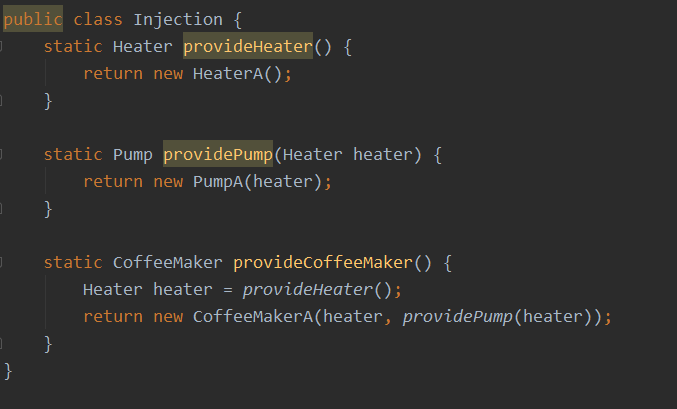 public class Injection {
    static Heater provideHeater() {
        return new HeaterA();
    }

    static Pump providePump(Heater heater) {
        return new PumpA(heater);
    }

    static CoffeeMaker provideCoffeeMaker() {
        Heater heater = provideHeater();
        return new CoffeeMakerA(heater, providePump(heater));
    }
}